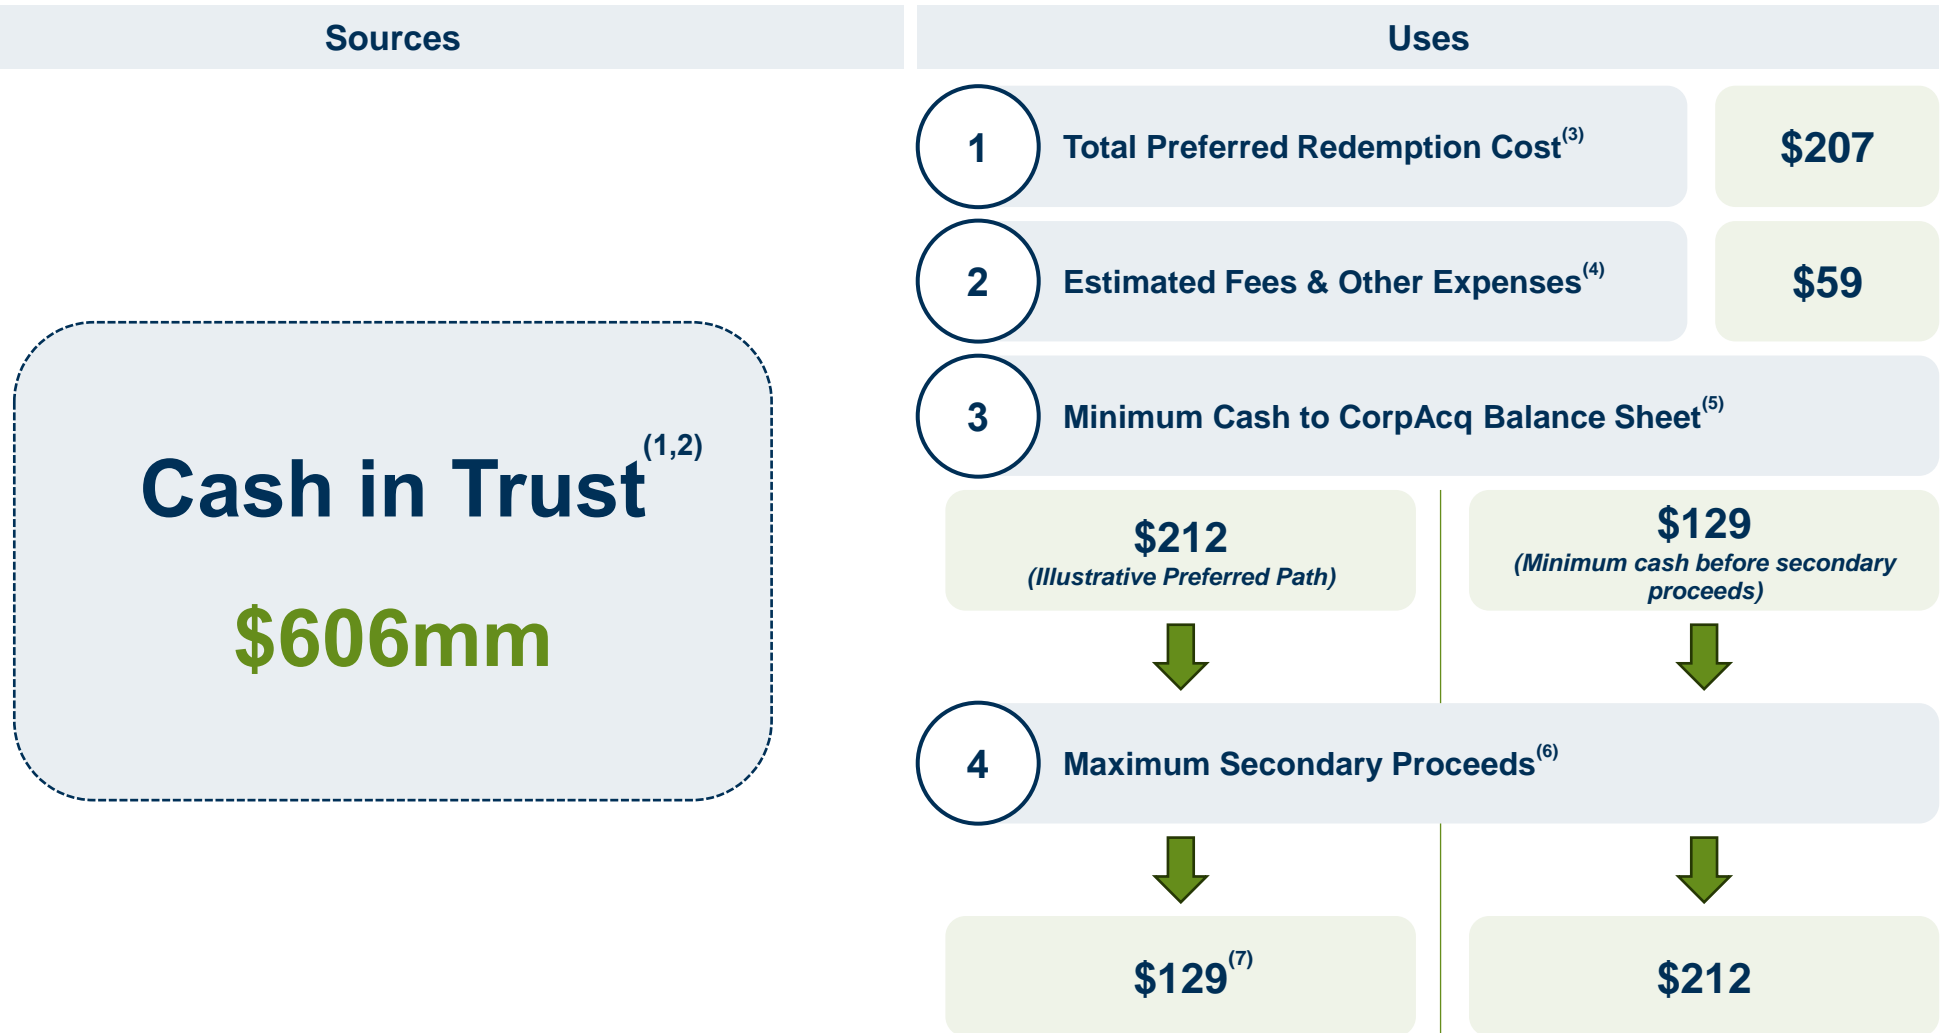 Sources
Uses
1
Total Preferred Redemption Cost(3)
$207
2
Estimated Fees & Other Expenses(4)
$59
3
Minimum Cash to CorpAcq Balance Sheet(5)
Cash in Trust(1,2)
$606mm
$212
(Illustrative Preferred Path)
$129
(Minimum cash before secondary
proceeds)
4
Maximum Secondary Proceeds(6)
$129(7)
$212